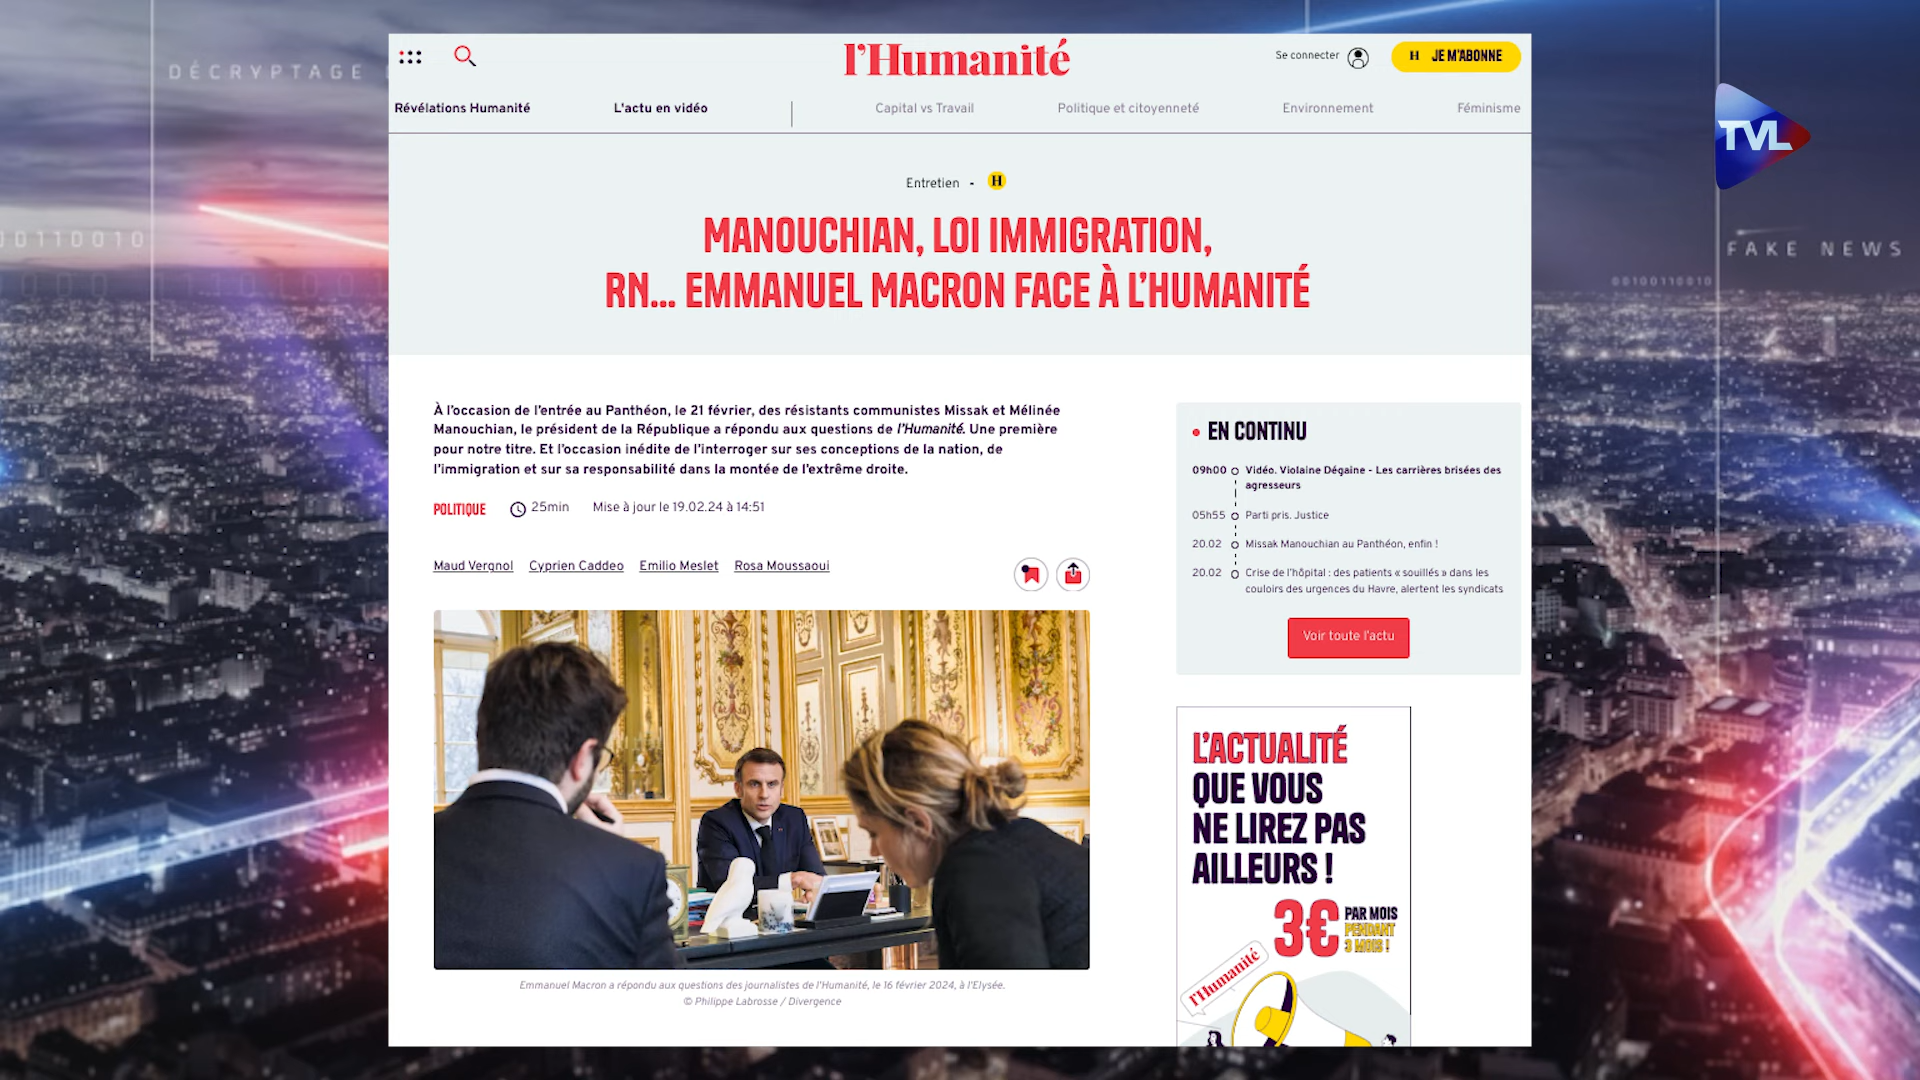 DÉCRYPTAGE
TVL
FAKE NEWS
00110010
00100110010
l'Humanité
Se connecter
H JE M'ABONNE
Révélations Humanité
L'actu en vidéo
Capital vs Travail
Politique et citoyenneté
Environnement
Féminisme
Entretien - H
MANOUCHIAN, LOI IMMIGRATION,
RN... EMMANUEL MACRON FACE À L'HUMANITÉ
À l'occasion de l'entrée au Panthéon, le 21 février, des résistants communistes Missak et Mélinée
Manouchian, le président de la République a répondu aux questions de l'Humanité. Une première
pour notre titre. Et l'occasion inédite de l'interroger sur ses conceptions de la nation, de
l'immigration et sur sa responsabilité dans la montée de l'extrême droite.
POLITIQUE 25min Mise à jour le 19.02.24 à 14:51
Maud Vergnol Cyprien Caddeo Emilio Meslet Rosa Moussaoui
Emmanuel Macron a répondu aux questions des journalistes de l'Humanité, le 16 février 2024, à l'Elysée.
© Philippe Labrosse / Divergence
EN CONTINU
09h00 Vidéo. Violaine Dégaine - Les carrières brisées des
agresseurs
05h55 Parti pris. Justice
20.02 Missak Manouchian au Panthéon, enfin !
20.02 Crise de l'hôpital : des patients « souillés » dans les
couloirs des urgences du Havre, alertent les syndicats
Voir toute l'actu
L'ACTUALITÉ
QUE VOUS
NE LIREZ PAS
AILLEURS !
3€ PAR MOIS
PENDANT
3 MOIS !
l'Humanité